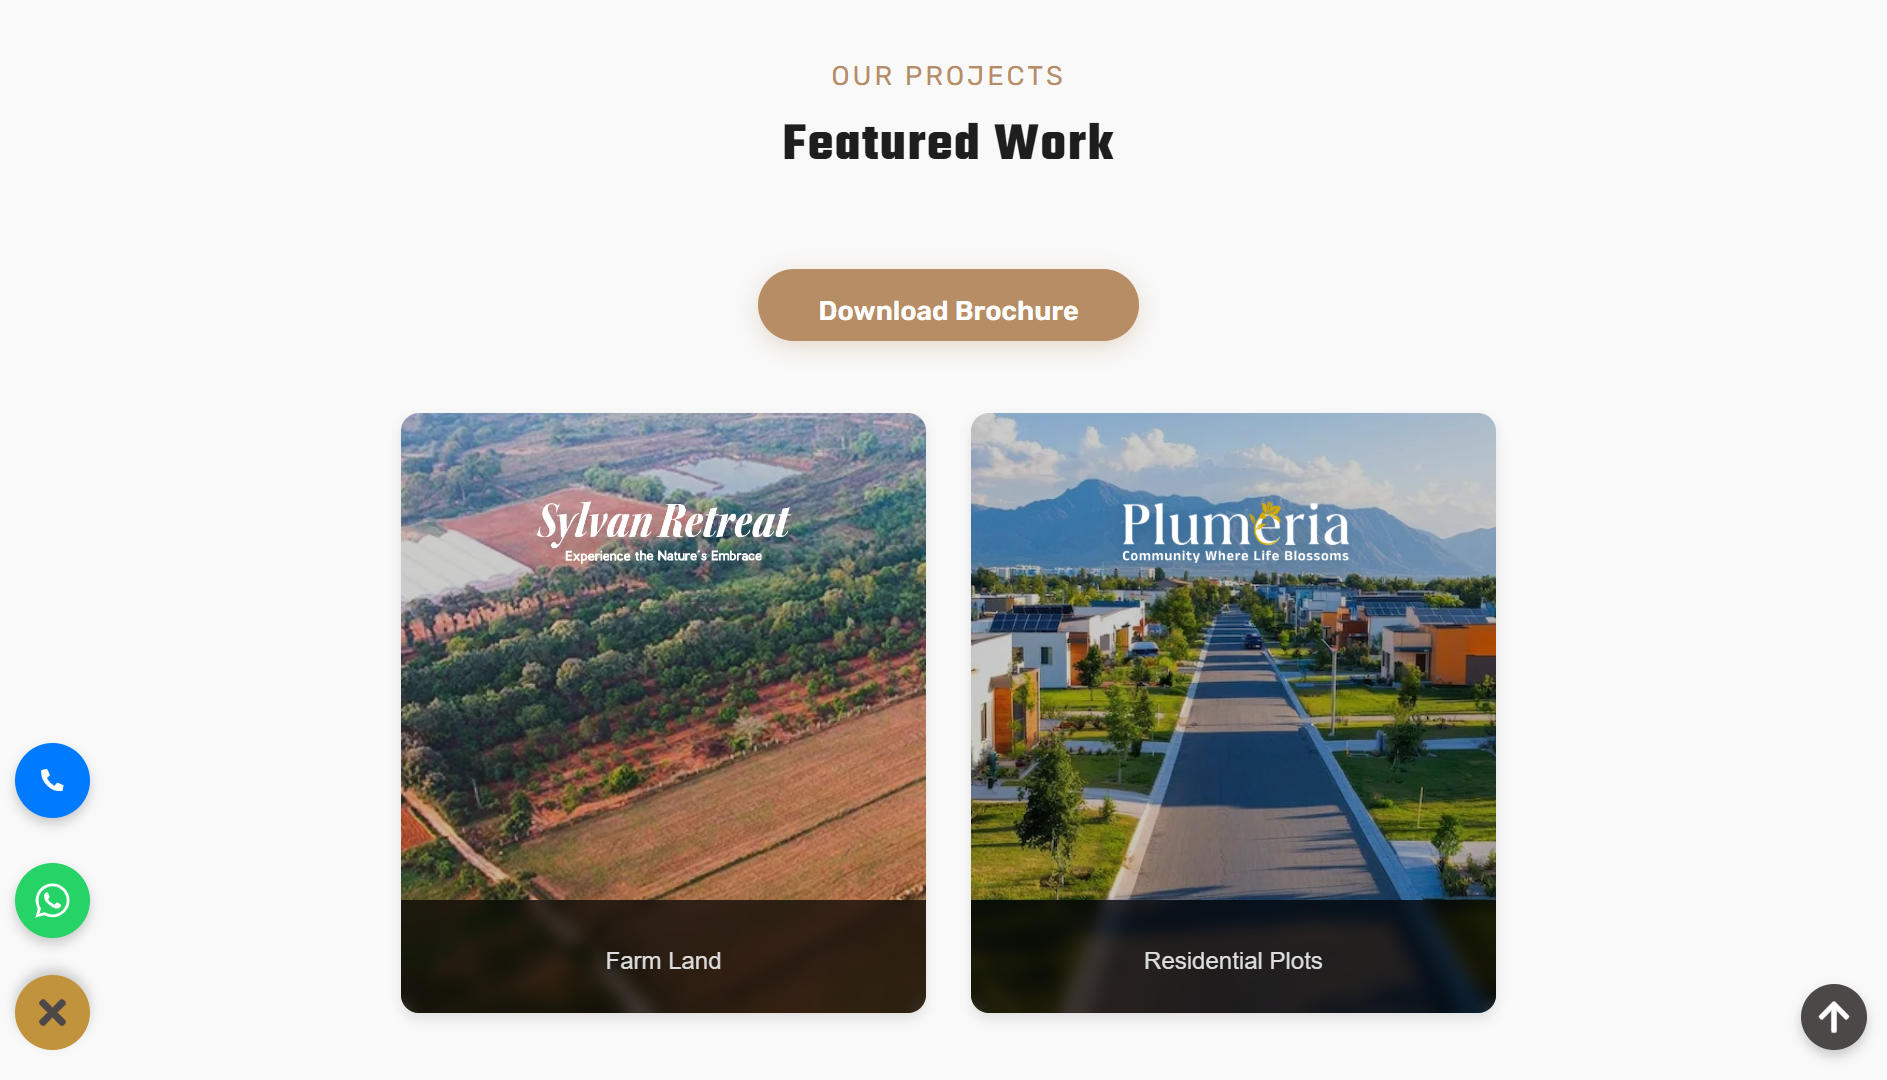 OUR PROJECTS
Featured Work
Download Brochure
Sylvan Retreat
Experience the Nature's Embrace
Plumeria
Community Where Life Blossoms
Farm Land
Residential Plots